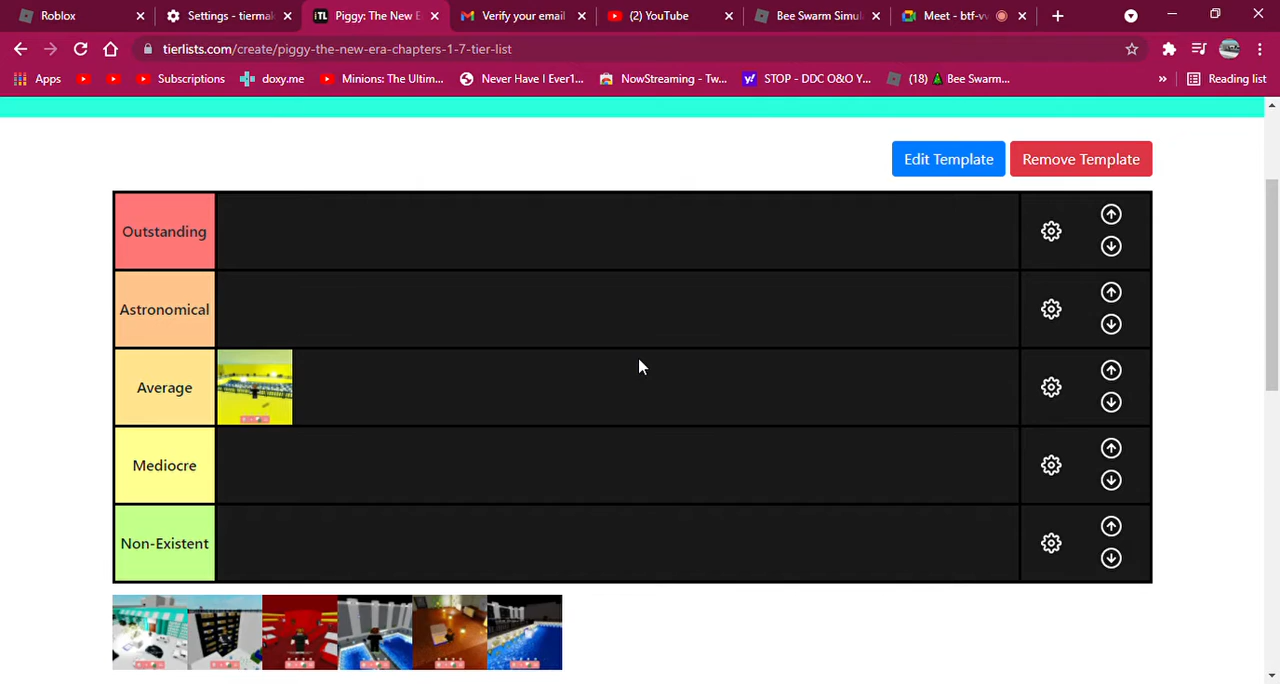 Roblox
Settings - tiermak
iTL Piggy: The New E
Verify your email
(2) YouTube
Bee Swarm Simul
Meet - btf-vv
tierlists.com/create/piggy-the-new-era-chapters-1-7-tier-list
Apps
Subscriptions
doxy.me
Minions: The Ultim...
Never Have I Ever1...
NowStreaming - Tw...
STOP - DDC O&O Y...
(18) 🎄 Bee Swarm...
»
Reading list
Edit Template
Remove Template
Outstanding
Astronomical
Average
Mediocre
Non-Existent